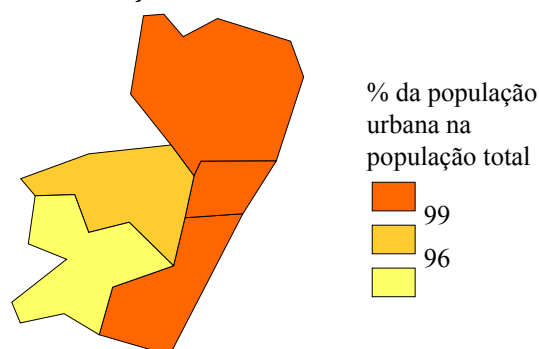 % da população
urbana na
população total
99
96